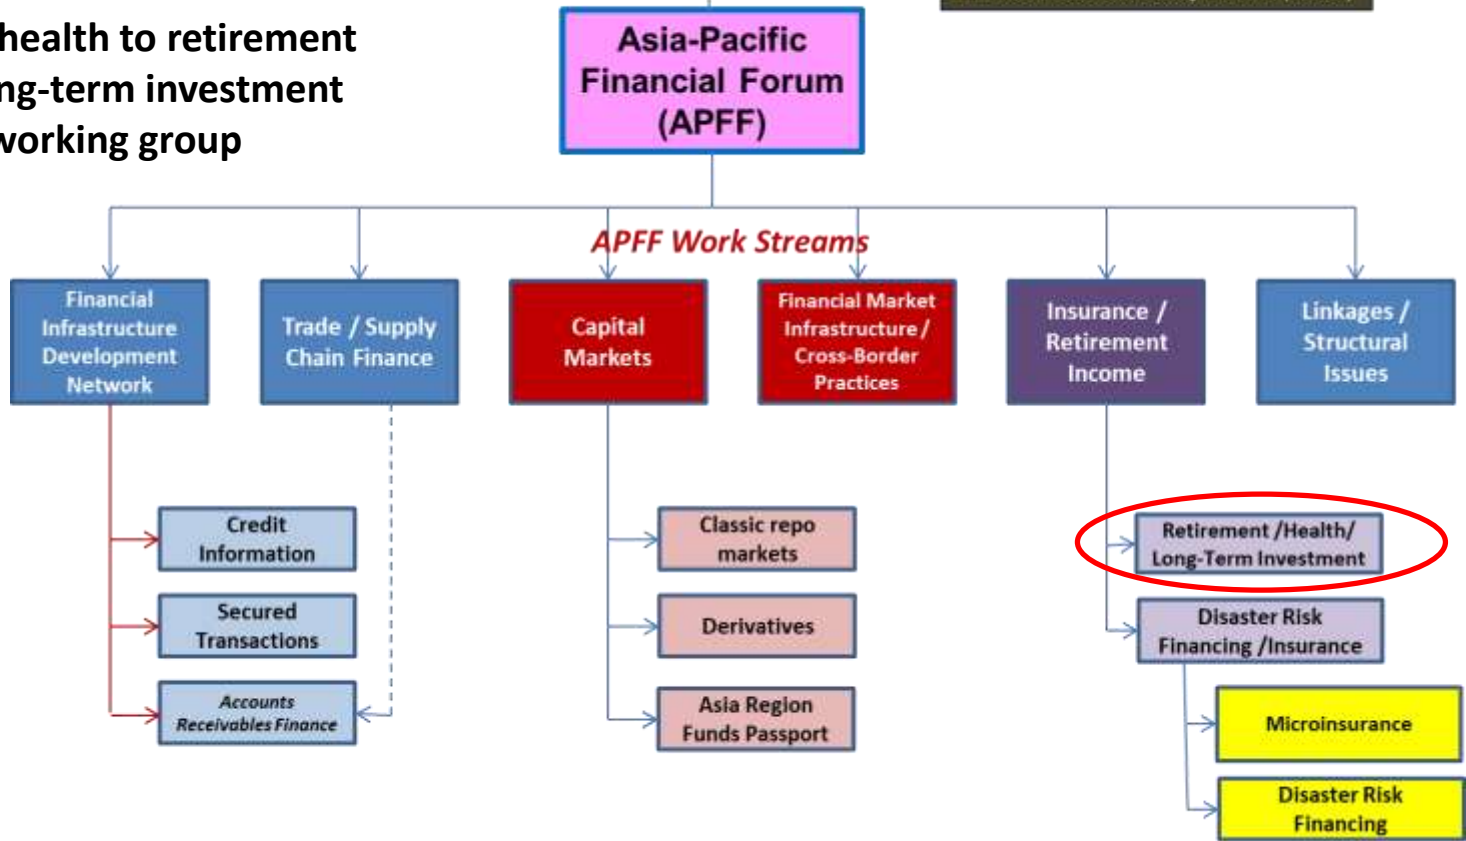 health to retirement
ng-term investment
working group
Asia-Pacific
Financial Forum
(APFF)
APFF Work Streams
Financial
Infrastructure
Development
Network
Trade / Supply
Chain Finance
Capital
Markets
Financial Market
Infrastructure /
Cross-Border
Practices
Insurance /
Retirement
Income
Linkages /
Structural
Issues
Credit
Information
Secured
Transactions
Accounts
Receivables Finance
Classic repo
markets
Derivatives
Asia Region
Funds Passport
Retirement /Health/
Long-Term Investment
Disaster Risk
Financing /Insurance
Microinsurance
Disaster Risk
Financing